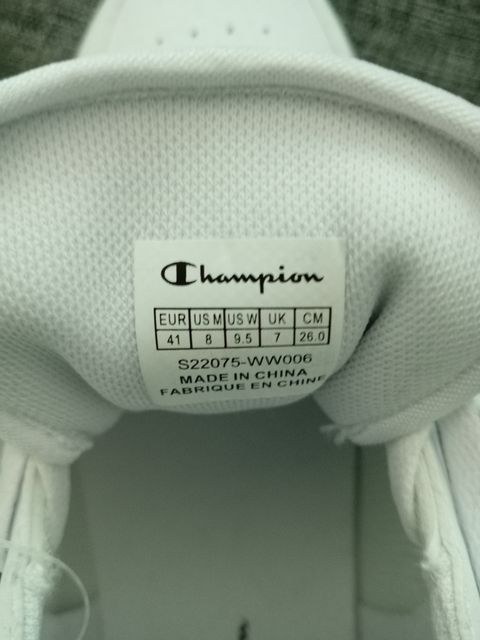 Champion
EUR US M US W UK CM
41 8 9.5 7 26.0
S22075-WW006
MADE IN CHINA
FABRIQUE EN CHINE